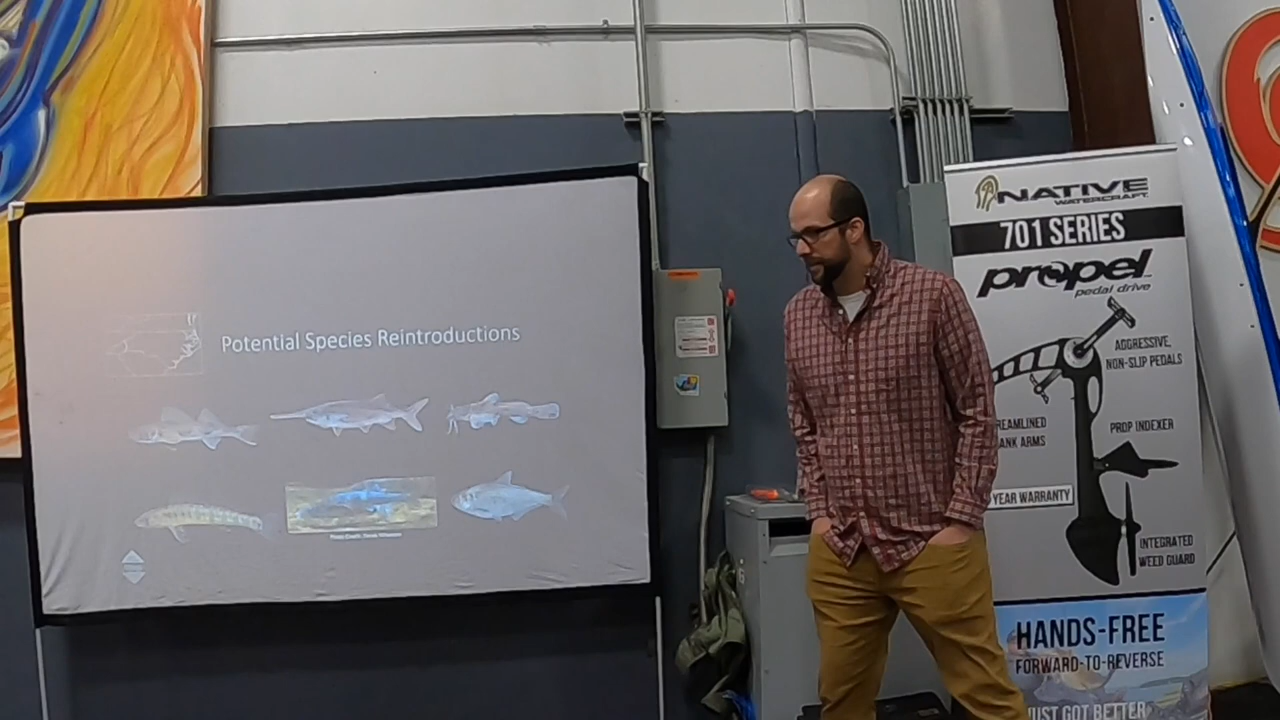 Potential Species Reintroductions
NATIVE
WATERCRAFT
701 SERIES
propel
pedal drive
AGGRESSIVE,
NON-SLIP PEDALS
REAMLINED
ANK ARMS
PROP INDEXER
YEAR WARRANTY
INTEGRATED
WEED GUARD
HANDS-FREE
FORWARD-TO-REVERSE
JUST GOT BETTER